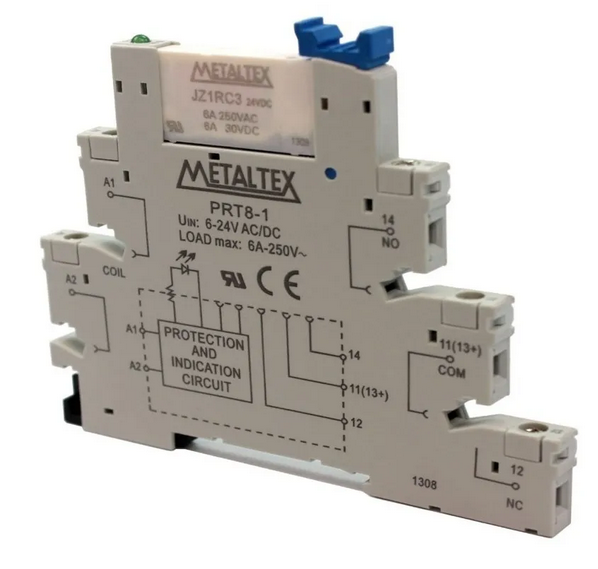 METALTEX
JZ1RC3 24VDC
6A 250VAC
6A 30VDC
1309
METALTEX
PRT8-1
UIN: 6-24V AC/DC
LOAD max: 6A-250V~
A1
COIL
A2
14
NO
11(13+)
COM
12
NC
CE
A1
A2
PROTECTION
AND
INDICATION
CIRCUIT
14
11(13+)
12
1308